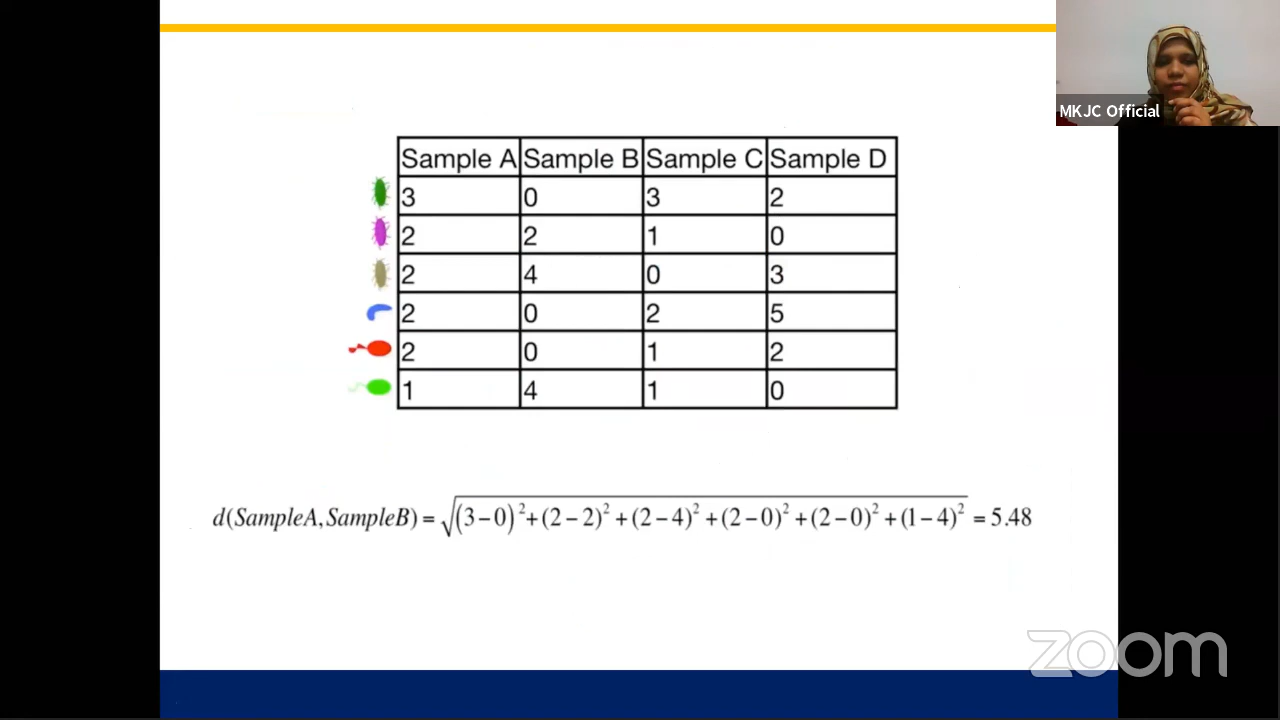 MKJC Official
Sample A Sample B Sample C Sample D
3 0 3 2
2 2 1 0
2 4 0 3
2 0 2 5
2 0 1 2
1 4 1 0
d(SampleA,SampleB) = √(3−0)²+(2−2)²+(2−4)²+(2−0)²+(2−0)²+(1−4)² = 5.48
zoom